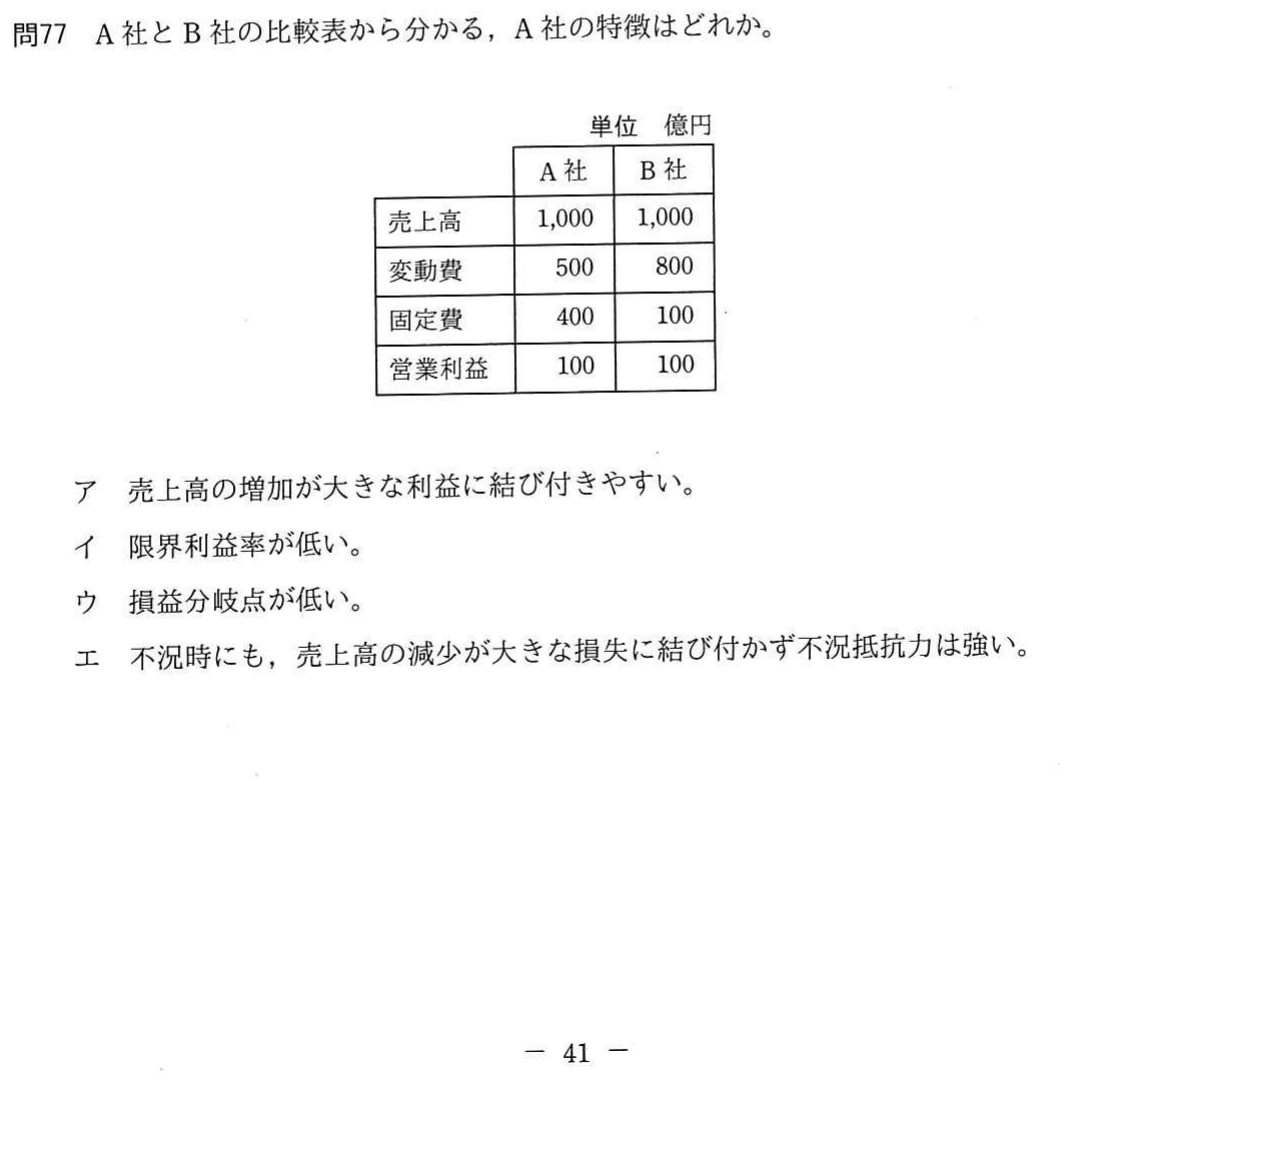 問77　A社とB社の比較表から分かる，A社の特徴はどれか。
単位　億円
A社　B社
売上高　1,000　1,000
変動費　500　800
固定費　400　100
営業利益　100　100
ア　売上高の増加が大きな利益に結び付きやすい。
イ　限界利益率が低い。
ウ　損益分岐点が低い。
エ　不況時にも，売上高の減少が大きな損失に結び付かず不況抵抗力は強い。
－ 41 －